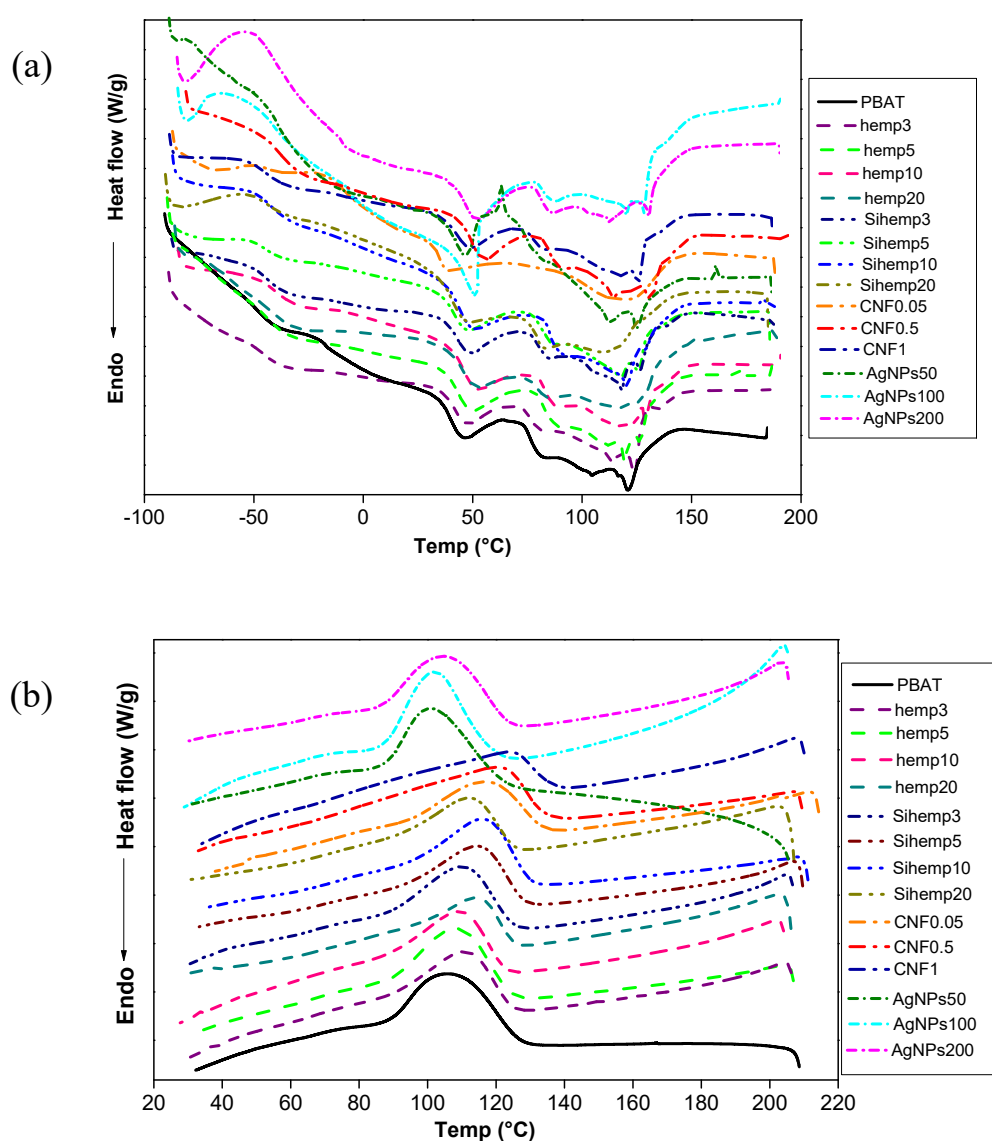 (a)
Heat flow (W/g)
Endo
-100 -50 0 50 100 150 200
Temp (°C)
PBAT
hemp3
hemp5
hemp10
hemp20
Sihemp3
Sihemp5
Sihemp10
Sihemp20
CNF0.05
CNF0.5
CNF1
AgNPs50
AgNPs100
AgNPs200
(b)
Heat flow (W/g)
Endo
20 40 60 80 100 120 140 160 180 200 220
Temp (°C)
PBAT
hemp3
hemp5
hemp10
hemp20
Sihemp3
Sihemp5
Sihemp10
Sihemp20
CNF0.05
CNF0.5
CNF1
AgNPs50
AgNPs100
AgNPs200